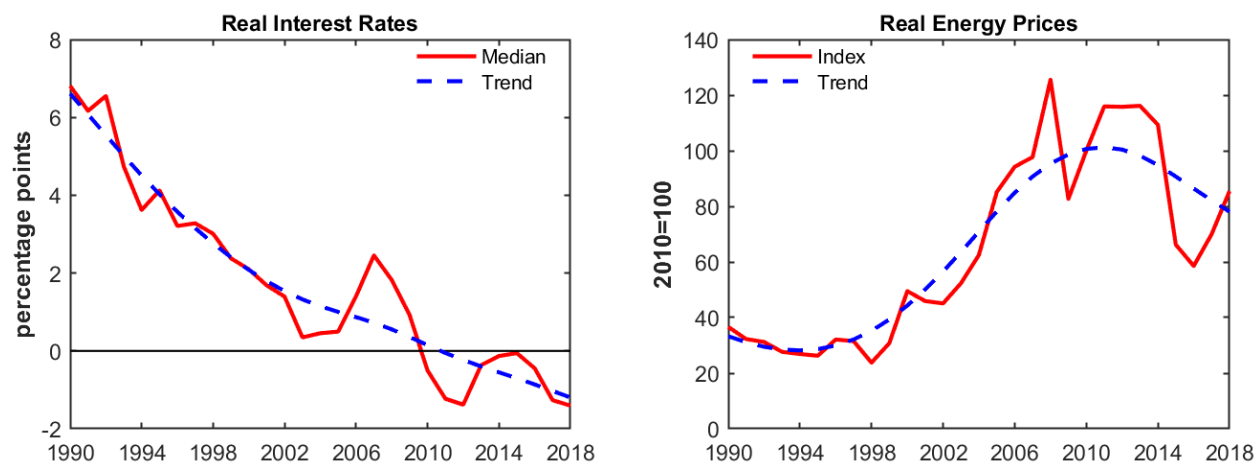 Real Interest Rates
8
6
4
2
0
-2
percentage points
Median
Trend
1990 1994 1998 2002 2006 2010 2014 2018
Real Energy Prices
140
120
100
80
60
40
20
0
2010=100
Index
Trend
1990 1994 1998 2002 2006 2010 2014 2018